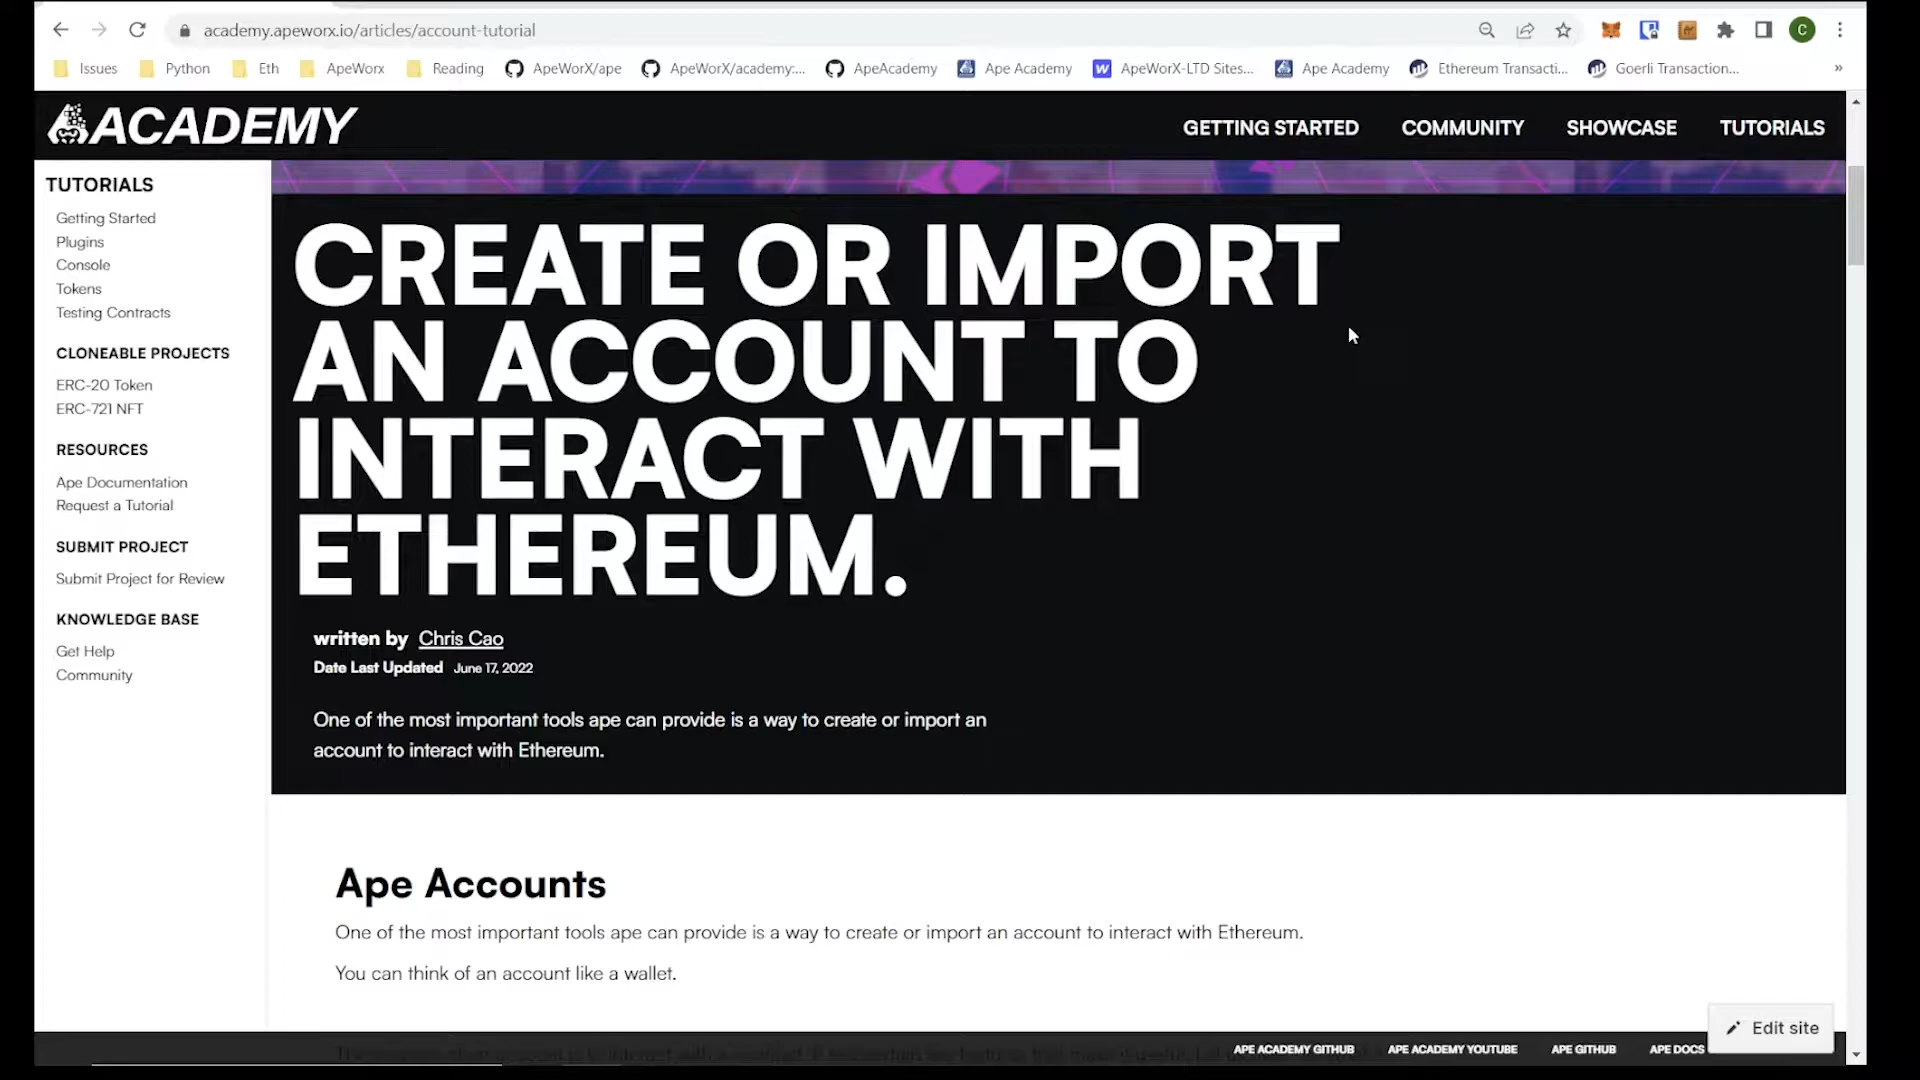 academy.apeworx.io/articles/account-tutorial
C
Issues Python Eth ApeWorx Reading ApeWorX/ape ApeWorX/academy:... ApeAcademy Ape Academy ApeWorX-LTD Sites... Ape Academy Ethereum Transacti... Goerli Transaction... »
ACADEMY
GETTING STARTED COMMUNITY SHOWCASE TUTORIALS
TUTORIALS
Getting Started
Plugins
Console
Tokens
Testing Contracts
CLONEABLE PROJECTS
ERC-20 Token
ERC-721 NFT
RESOURCES
Ape Documentation
Request a Tutorial
SUBMIT PROJECT
Submit Project for Review
KNOWLEDGE BASE
Get Help
Community
CREATE OR IMPORT
AN ACCOUNT TO
INTERACT WITH
ETHEREUM.
written by Chris Cao
Date Last Updated June 17, 2022
One of the most important tools ape can provide is a way to create or import an
account to interact with Ethereum.
Ape Accounts
One of the most important tools ape can provide is a way to create or import an account to interact with Ethereum.
You can think of an account like a wallet.
Edit site
APE ACADEMY GITHUB APE ACADEMY YOUTUBE APE GITHUB APE DOCS